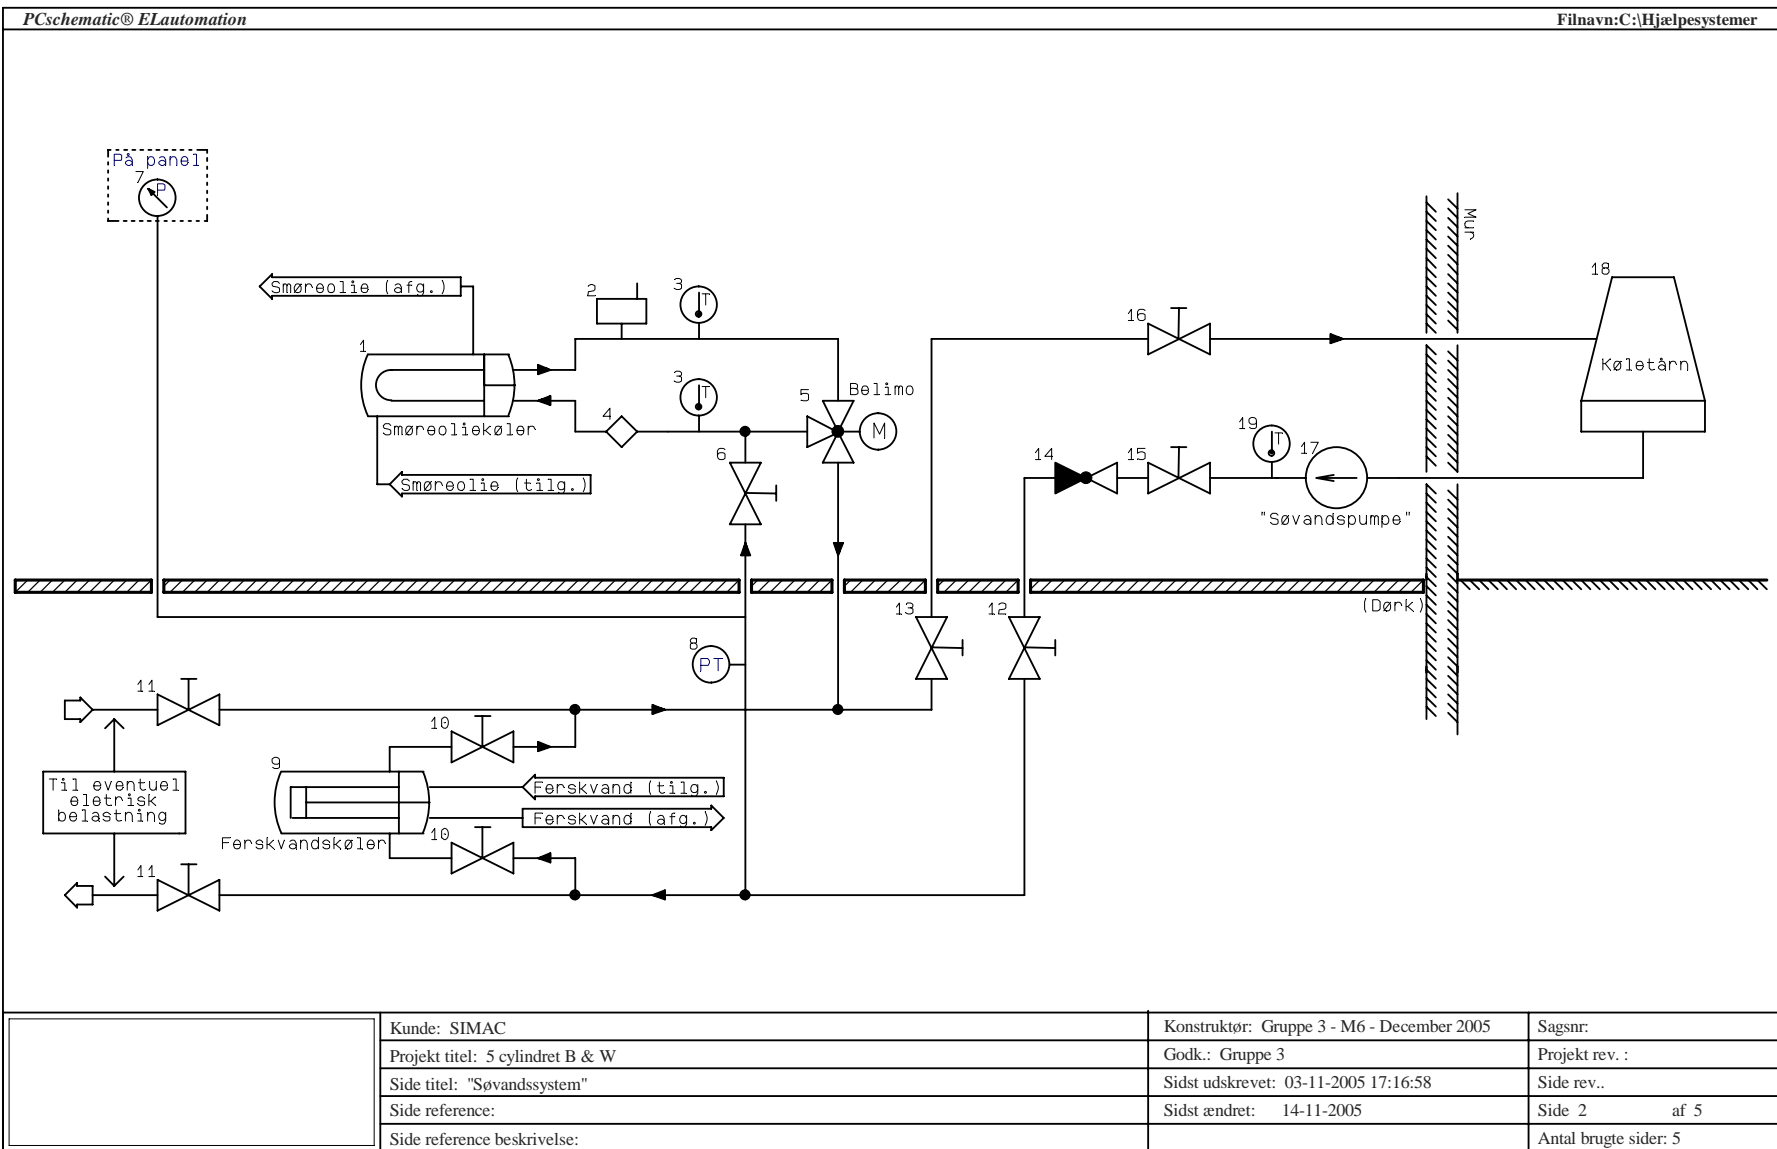 PCschematic® ELautomation
Filnavn:C:\Hjælpesystemer
På panel
7
P
Smøreolie (afg.)
2
3
T
1
3
T
5
Belimo
M
4
Smøreoliekøler
6
Smøreolie (tilg.)
16
Mur
18
Køletårn
14
15
19
T
17
"Søvandspumpe"
(Dørk)
13
12
8
PT
11
10
9
Til eventuel
eletrisk
belastning
Ferskvand (tilg.)
Ferskvand (afg.)
Ferskvandskøler
10
11
Kunde: SIMAC
Konstruktør: Gruppe 3 - M6 - December 2005
Sagsnr:
Projekt titel: 5 cylindret B & W
Godk.: Gruppe 3
Projekt rev. :
Side titel: "Søvandssystem"
Sidst udskrevet: 03-11-2005 17:16:58
Side rev..
Side reference:
Sidst ændret: 14-11-2005
Side 2 af 5
Side reference beskrivelse:
Antal brugte sider: 5